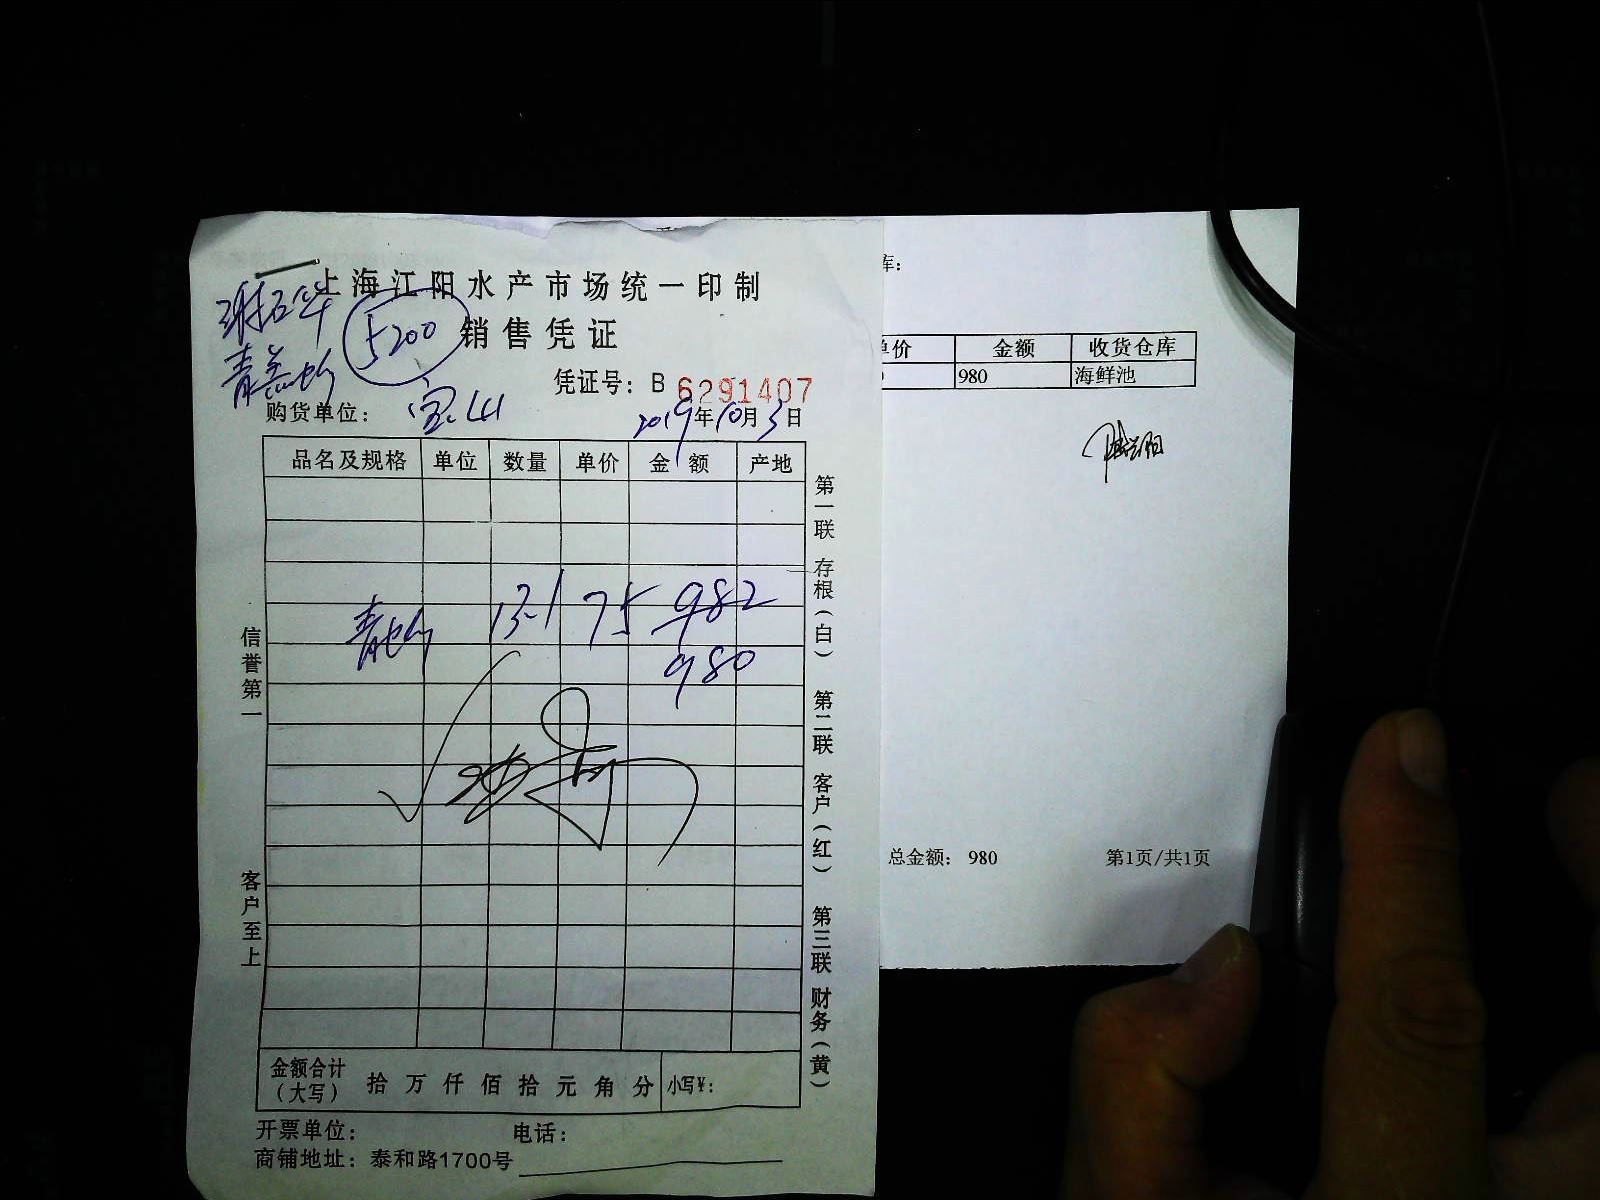 上海江阳水产市场统一印制
5200
销售凭证
凭证号：B 6291407
购货单位： 宝山
2019年10月3日
品名及规格 单位 数量 单价 金额 产地
13.1 75 982
980
信誉第一
客户至上
第一联 存根（白） 第二联 客户（红） 第三联 财务（黄）
金额合计（大写） 拾 万 仟 佰 拾 元 角 分 小写¥：
开票单位： 电话：
商铺地址：泰和路1700号
库：
单价 金额 收货仓库
980 海鲜池
总金额： 980 第1页/共1页